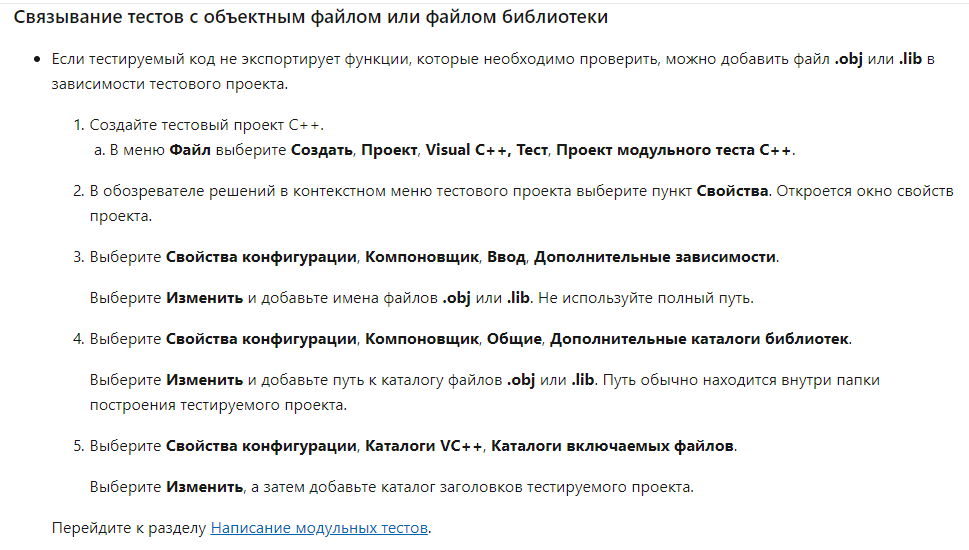 Связывание тестов с объектным файлом или файлом библиотеки
• Если тестируемый код не экспортирует функции, которые необходимо проверить, можно добавить файл .obj или .lib в
зависимости тестового проекта.
1. Создайте тестовый проект C++.
a. В меню Файл выберите Создать, Проект, Visual C++, Тест, Проект модульного теста C++.
2. В обозревателе решений в контекстном меню тестового проекта выберите пункт Свойства. Откроется окно свойств
проекта.
3. Выберите Свойства конфигурации, Компоновщик, Ввод, Дополнительные зависимости.
Выберите Изменить и добавьте имена файлов .obj или .lib. Не используйте полный путь.
4. Выберите Свойства конфигурации, Компоновщик, Общие, Дополнительные каталоги библиотек.
Выберите Изменить и добавьте путь к каталогу файлов .obj или .lib. Путь обычно находится внутри папки
построения тестируемого проекта.
5. Выберите Свойства конфигурации, Каталоги VC++, Каталоги включаемых файлов.
Выберите Изменить, а затем добавьте каталог заголовков тестируемого проекта.
Перейдите к разделу Написание модульных тестов.